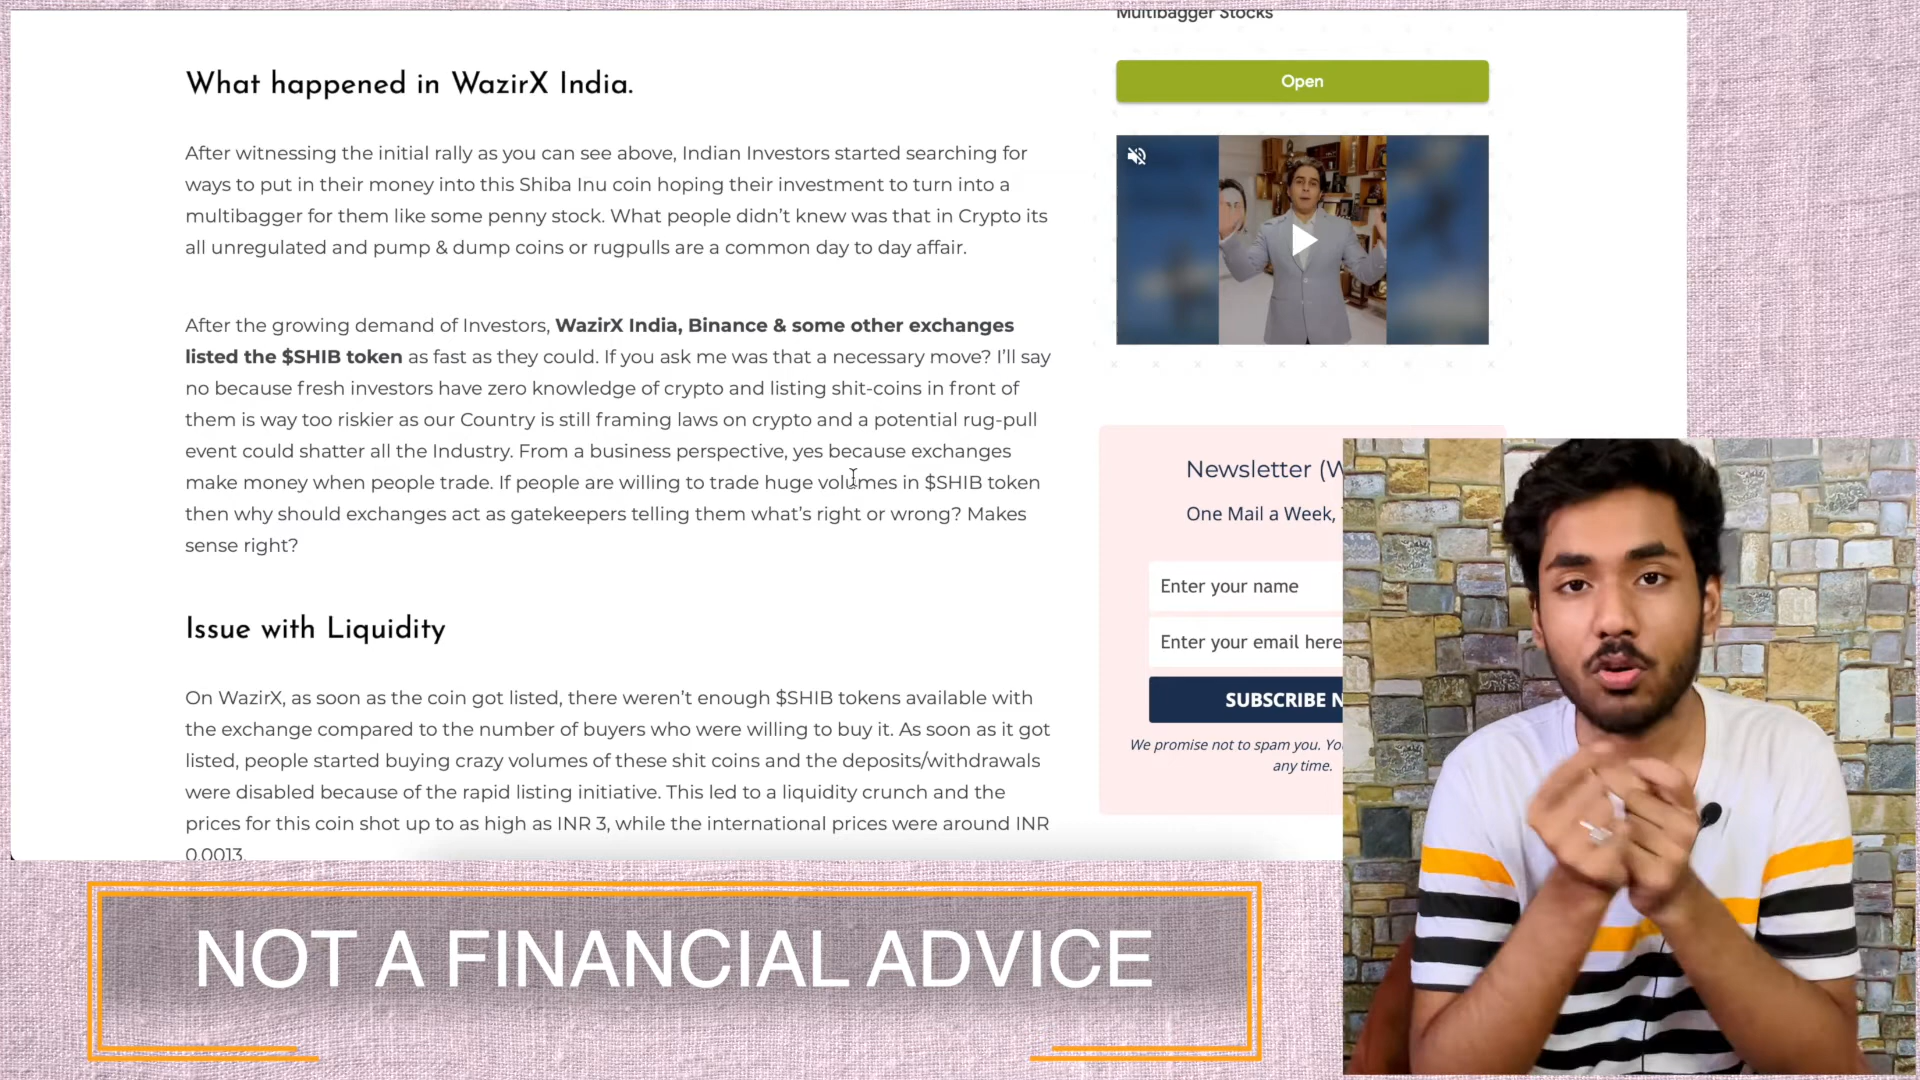 Multibagger Stocks
Open
What happened in WazirX India.
After witnessing the initial rally as you can see above, Indian Investors started searching for
ways to put in their money into this Shiba Inu coin hoping their investment to turn into a
multibagger for them like some penny stock. What people didn’t knew was that in Crypto its
all unregulated and pump & dump coins or rugpulls are a common day to day affair.
After the growing demand of Investors, WazirX India, Binance & some other exchanges
listed the $SHIB token as fast as they could. If you ask me was that a necessary move? I’ll say
no because fresh investors have zero knowledge of crypto and listing shit-coins in front of
them is way too riskier as our Country is still framing laws on crypto and a potential rug-pull
event could shatter all the Industry. From a business perspective, yes because exchanges
make money when people trade. If people are willing to trade huge volumes in $SHIB token
then why should exchanges act as gatekeepers telling them what’s right or wrong? Makes
sense right?
Issue with Liquidity
On WazirX, as soon as the coin got listed, there weren’t enough $SHIB tokens available with
the exchange compared to the number of buyers who were willing to buy it. As soon as it got
listed, people started buying crazy volumes of these shit coins and the deposits/withdrawals
were disabled because of the rapid listing initiative. This led to a liquidity crunch and the
prices for this coin shot up to as high as INR 3, while the international prices were around INR
0.0013.
Newsletter (W
One Mail a Week,
Enter your name
Enter your email here
SUBSCRIBE N
We promise not to spam you. Yo
any time.
NOT A FINANCIAL ADVICE